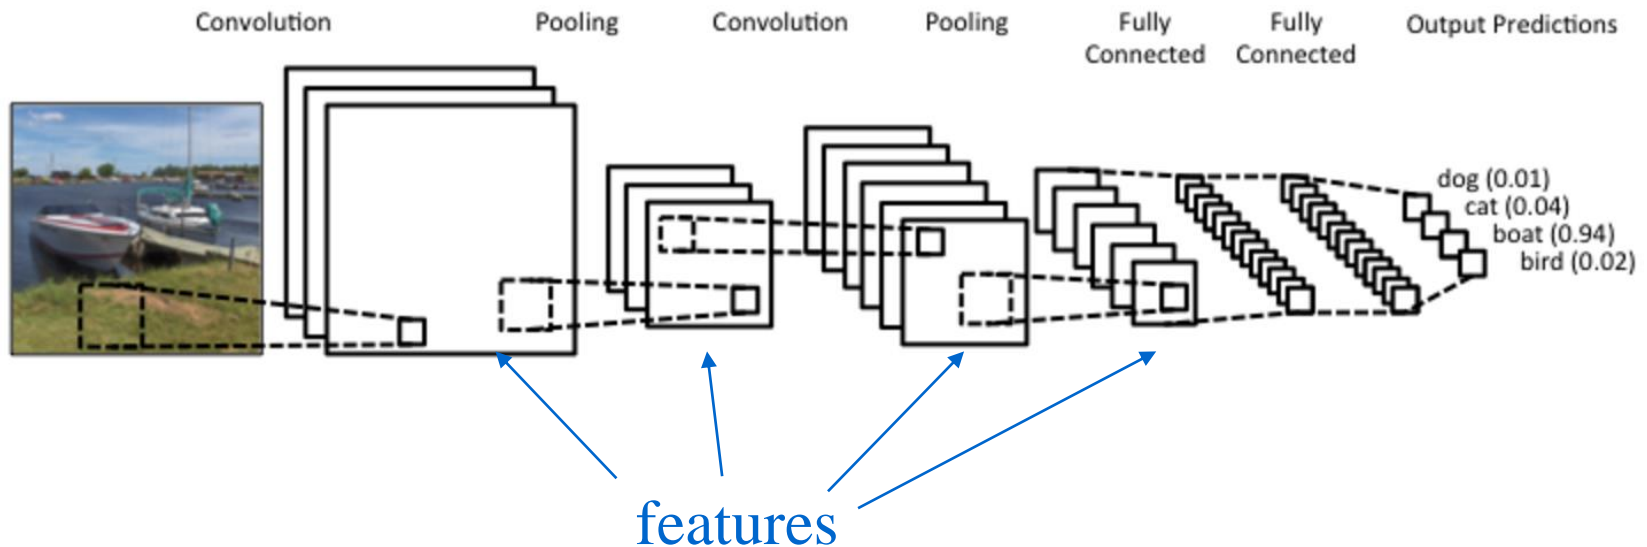 Convolution
Pooling
Convolution
Pooling
Fully
Connected
Fully
Connected
Output Predictions
dog (0.01)
cat (0.04)
boat (0.94)
bird (0.02)
features